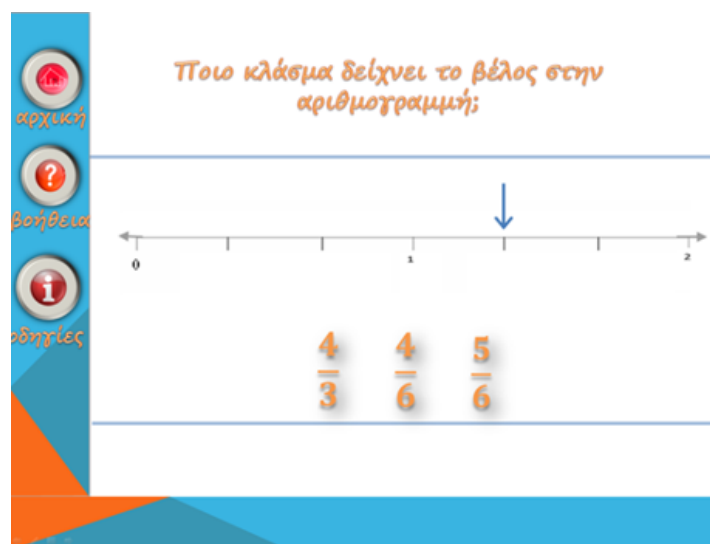 Ποιο κλάσμα δείχνει το βέλος στην
αριθμογραμμή;
αρχική
βοήθεια
οδηγίες
?
i
0 1 2
4/3 4/6 5/6